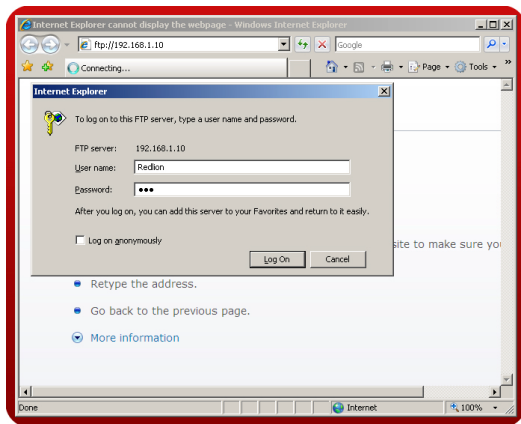 Internet Explorer cannot display the webpage - Windows Internet Explorer
ftp://192.168.1.10
Google
Connecting...
Page
Tools
»
Internet Explorer
To log on to this FTP server, type a user name and password.
FTP server: 192.168.1.10
User name: Redlion
Password: •••
After you log on, you can add this server to your Favorites and return to it easily.
Log on anonymously
site to make sure you
Log On Cancel
Retype the address.
Go back to the previous page.
More information
Done Internet 100%